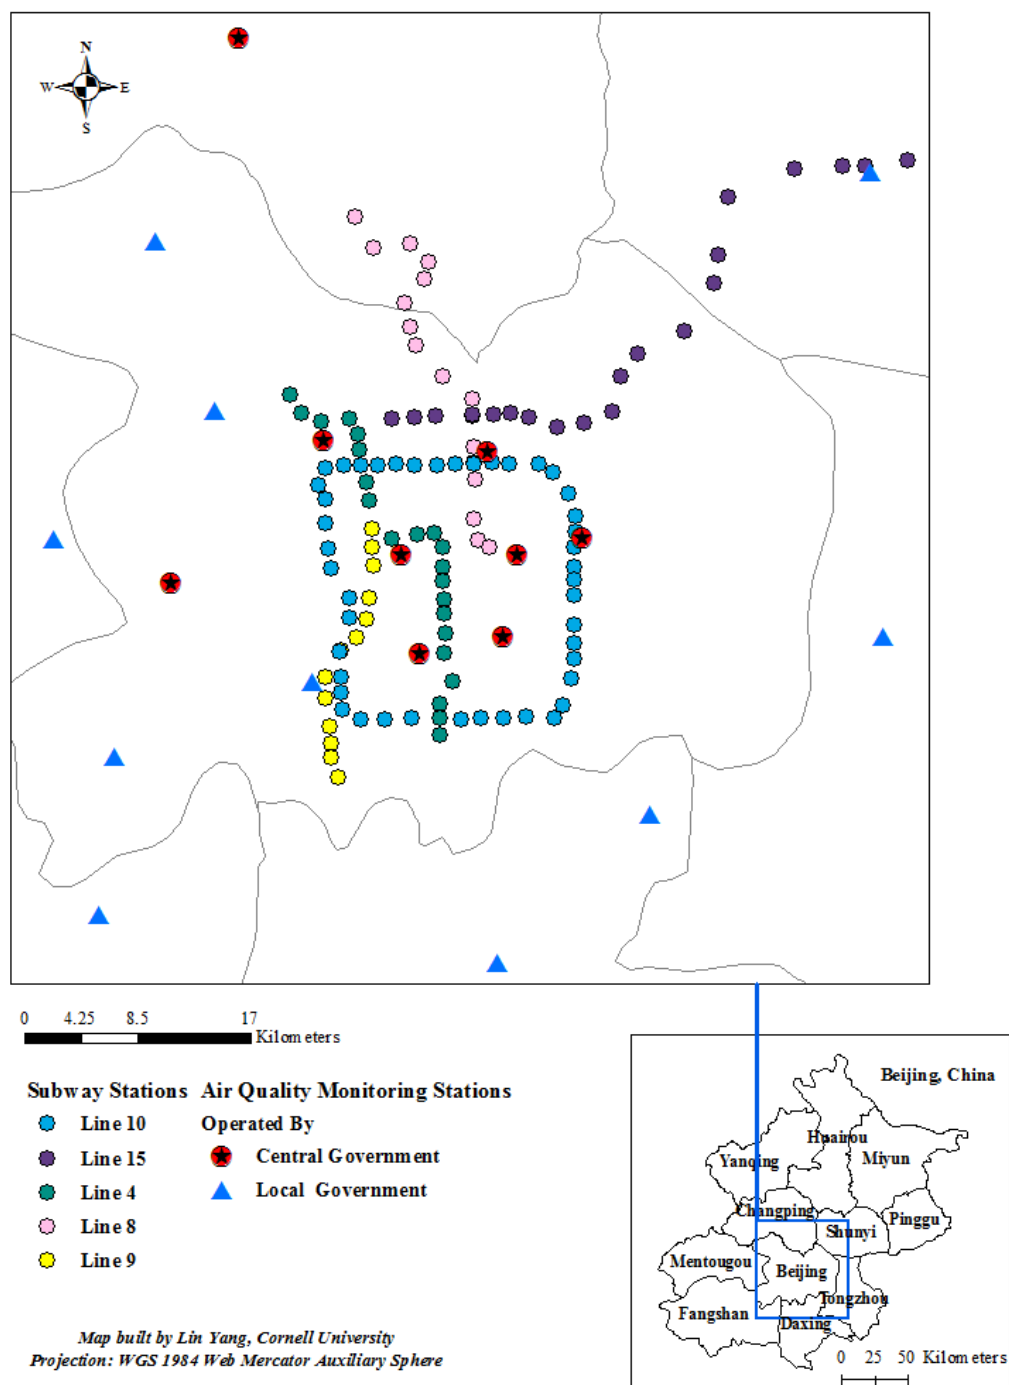 N
W E
S
0 4.25 8.5 17
Kilometers
Subway Stations Air Quality Monitoring Stations
Line 10 Operated By
Line 15 Central Government
Line 4 Local Government
Line 8
Line 9
Map built by Lin Yang, Cornell University
Projection: WGS 1984 Web Mercator Auxiliary Sphere
Beijing, China
Huairou
Yanqing Miyun
Changping Pinggu
Shunyi
Mentougou Beijing
Tongzhou
Fangshan Daxing
0 25 50 Kilometers